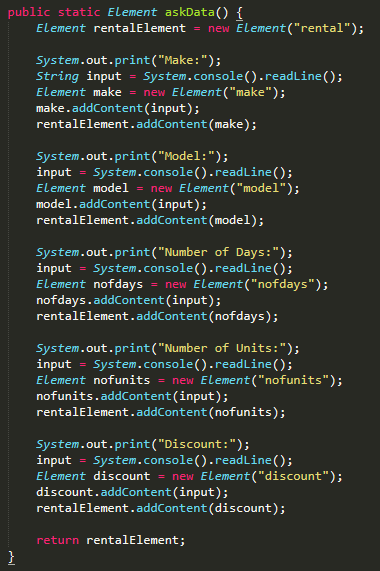 public static Element askData() {
    Element rentalElement = new Element("rental");

    System.out.print("Make:");
    String input = System.console().readLine();
    Element make = new Element("make");
    make.addContent(input);
    rentalElement.addContent(make);

    System.out.print("Model:");
    input = System.console().readLine();
    Element model = new Element("model");
    model.addContent(input);
    rentalElement.addContent(model);

    System.out.print("Number of Days:");
    input = System.console().readLine();
    Element nofdays = new Element("nofdays");
    nofdays.addContent(input);
    rentalElement.addContent(nofdays);

    System.out.print("Number of Units:");
    input = System.console().readLine();
    Element nofunits = new Element("nofunits");
    nofunits.addContent(input);
    rentalElement.addContent(nofunits);

    System.out.print("Discount:");
    input = System.console().readLine();
    Element discount = new Element("discount");
    discount.addContent(input);
    rentalElement.addContent(discount);

    return rentalElement;
}